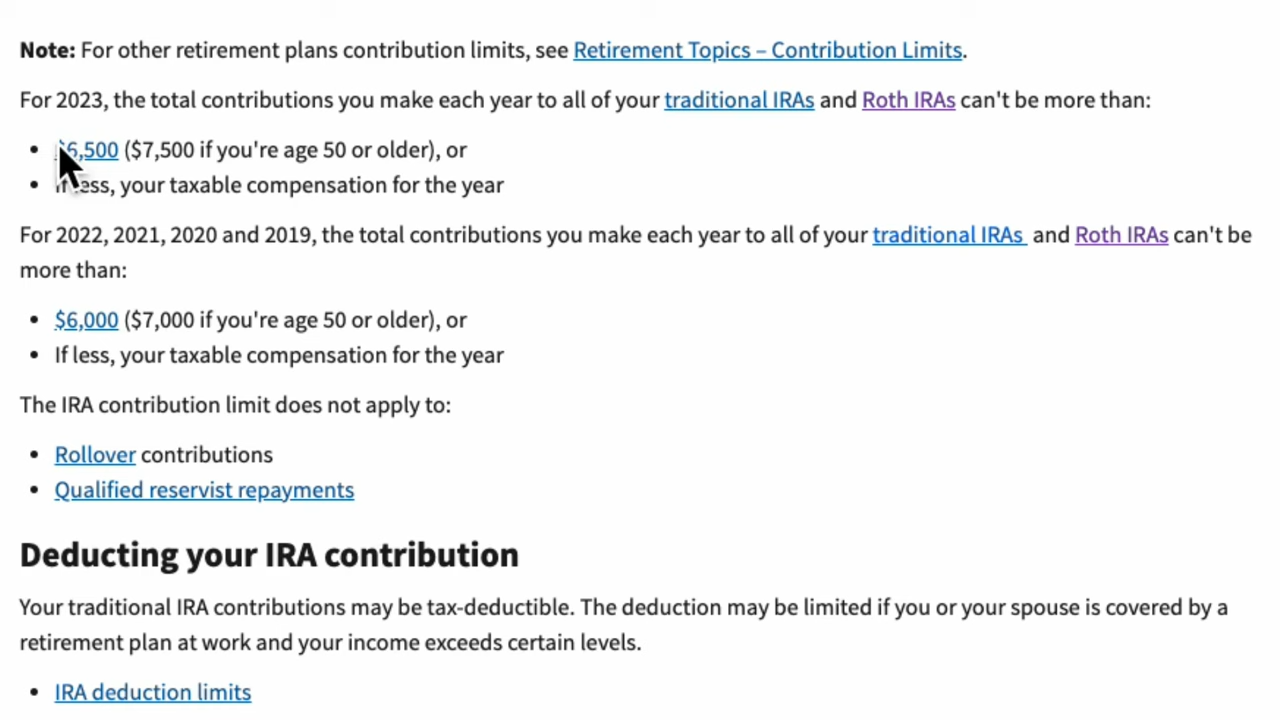 Note: For other retirement plans contribution limits, see Retirement Topics – Contribution Limits.
For 2023, the total contributions you make each year to all of your traditional IRAs and Roth IRAs can't be more than:
• $6,500 ($7,500 if you're age 50 or older), or
• If less, your taxable compensation for the year
For 2022, 2021, 2020 and 2019, the total contributions you make each year to all of your traditional IRAs and Roth IRAs can't be
more than:
• $6,000 ($7,000 if you're age 50 or older), or
• If less, your taxable compensation for the year
The IRA contribution limit does not apply to:
• Rollover contributions
• Qualified reservist repayments
Deducting your IRA contribution
Your traditional IRA contributions may be tax-deductible. The deduction may be limited if you or your spouse is covered by a
retirement plan at work and your income exceeds certain levels.
• IRA deduction limits